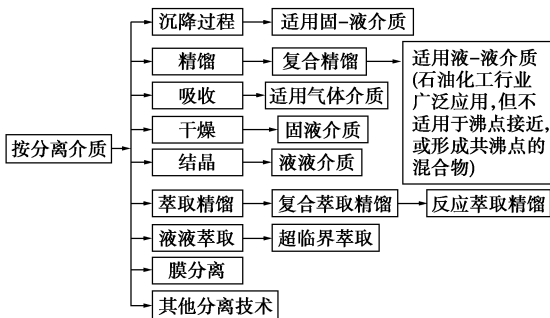 沉降过程
适用固-液介质
精馏
复合精馏
适用液-液介质
(石油化工行业
广泛应用,但不
适用于沸点接近,
或形成共沸点的
混合物)
吸收
适用气体介质
干燥
固液介质
按分离介质
结晶
液液介质
萃取精馏
复合萃取精馏
反应萃取精馏
液液萃取
超临界萃取
膜分离
其他分离技术